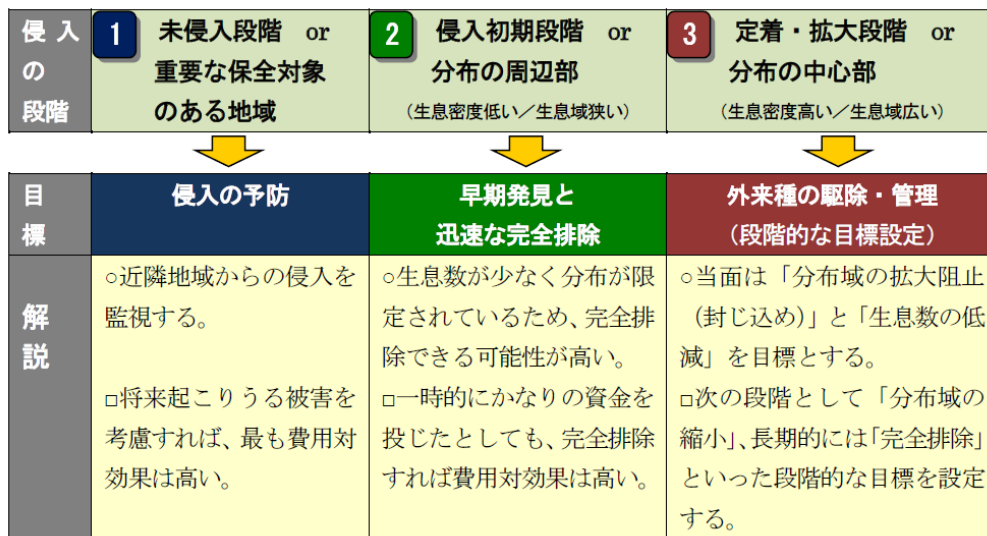 侵入の段階
1 未侵入段階 or
重要な保全対象
のある地域
2 侵入初期段階 or
分布の周辺部
(生息密度低い/生息域狭い)
3 定着・拡大段階 or
分布の中心部
(生息密度高い/生息域広い)
目標
侵入の予防
早期発見と
迅速な完全排除
外来種の駆除・管理
(段階的な目標設定)
解説
○近隣地域からの侵入を
監視する。
□将来起こりうる被害を
考慮すれば、最も費用対
効果は高い。
○生息数が少なく分布が限
定されているため、完全排
除できる可能性が高い。
□一時的にかなりの資金を
投じたとしても、完全排除
すれば費用対効果は高い。
○当面は「分布域の拡大阻止
(封じ込め)」と「生息数の低
減」を目標とする。
□次の段階として「分布域の
縮小」、長期的には「完全排除」
といった段階的な目標を設定
する。